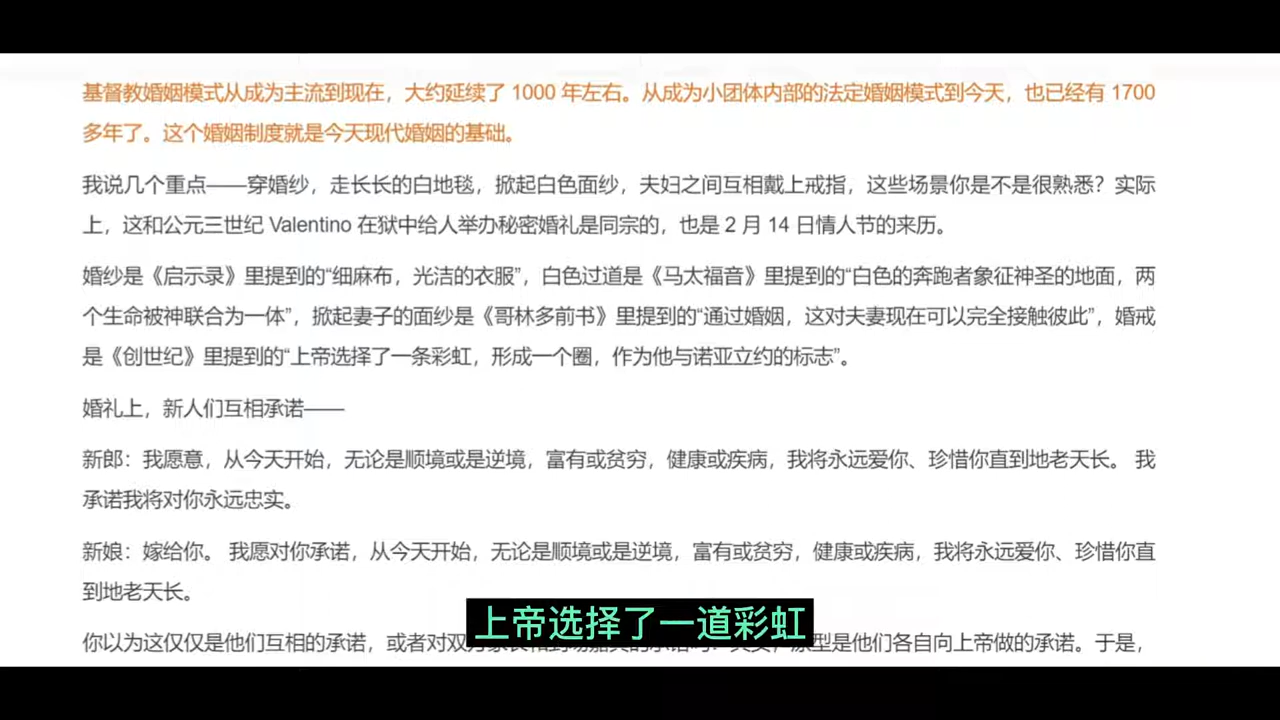 基督教婚姻模式从成为主流到现在，大约延续了 1000 年左右。从成为小团体内部的法定婚姻模式到今天，也已经有 1700
多年了。这个婚姻制度就是今天现代婚姻的基础。
我说几个重点——穿婚纱，走长长的白地毯，掀起白色面纱，夫妇之间互相戴上戒指，这些场景你是不是很熟悉？实际
上，这和公元三世纪 Valentino 在狱中给人举办秘密婚礼是同宗的，也是 2 月 14 日情人节的来历。
婚纱是《启示录》里提到的“细麻布，光洁的衣服”，白色过道是《马太福音》里提到的“白色的奔跑者象征神圣的地面，两
个生命被神联合为一体”，掀起妻子的面纱是《哥林多前书》里提到的“通过婚姻，这对夫妻现在可以完全接触彼此”，婚戒
是《创世纪》里提到的“上帝选择了一条彩虹，形成一个圈，作为他与诺亚立约的标志”。
婚礼上，新人们互相承诺——
新郎：我愿意，从今天开始，无论是顺境或是逆境，富有或贫穷，健康或疾病，我将永远爱你、珍惜你直到地老天长。 我
承诺我将对你永远忠实。
新娘：嫁给你。 我愿对你承诺，从今天开始，无论是顺境或是逆境，富有或贫穷，健康或疾病，我将永远爱你、珍惜你直
到地老天长。
上帝选择了一道彩虹
你以为这仅仅是他们互相的承诺，或者对双 型是他们各自向上帝做的承诺。于是，